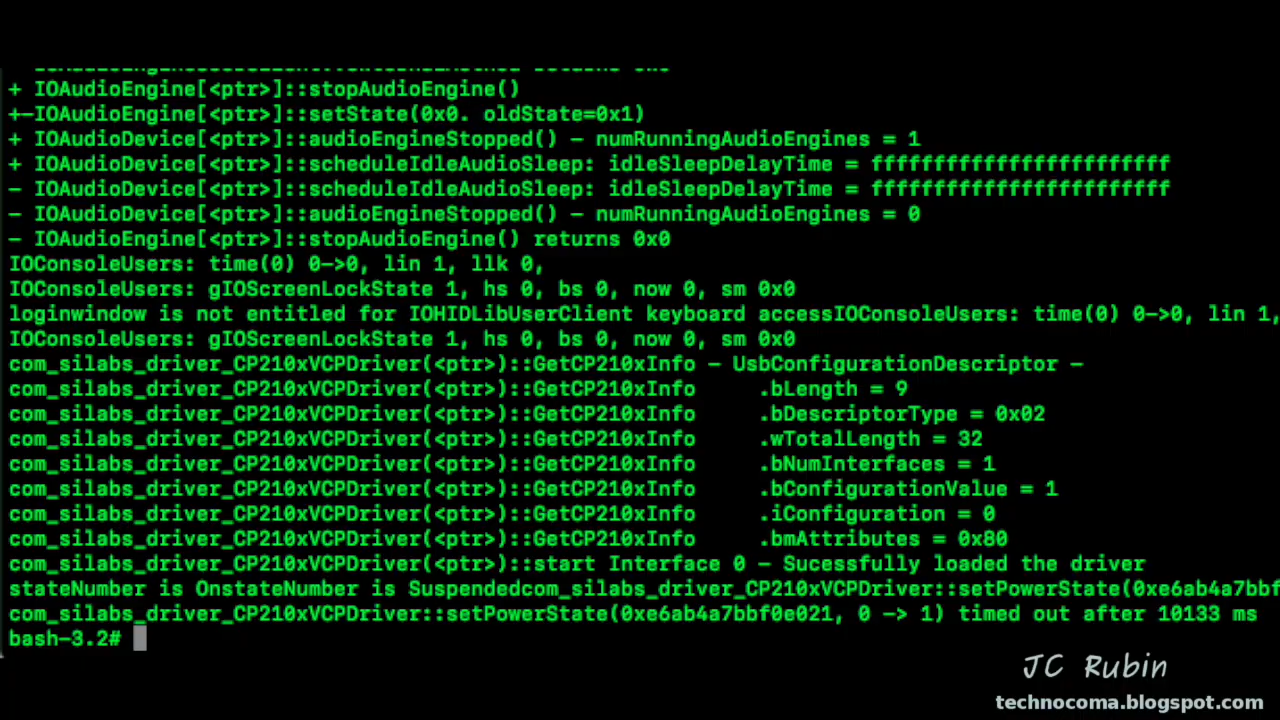 + IOAudioEngine[<ptr>]::stopAudioEngine()
+-IOAudioEngine[<ptr>]::setState(0x0. oldState=0x1)
+ IOAudioDevice[<ptr>]::audioEngineStopped() - numRunningAudioEngines = 1
+ IOAudioDevice[<ptr>]::scheduleIdleAudioSleep: idleSleepDelayTime = ffffffffffffffffffffffff
- IOAudioDevice[<ptr>]::scheduleIdleAudioSleep: idleSleepDelayTime = ffffffffffffffffffffffff
- IOAudioDevice[<ptr>]::audioEngineStopped() - numRunningAudioEngines = 0
- IOAudioEngine[<ptr>]::stopAudioEngine() returns 0x0
IOConsoleUsers: time(0) 0->0, lin 1, llk 0,
IOConsoleUsers: gIOScreenLockState 1, hs 0, bs 0, now 0, sm 0x0
loginwindow is not entitled for IOHIDLibUserClient keyboard accessIOConsoleUsers: time(0) 0->0, lin 1,
IOConsoleUsers: gIOScreenLockState 1, hs 0, bs 0, now 0, sm 0x0
com_silabs_driver_CP210xVCPDriver(<ptr>)::GetCP210xInfo - UsbConfigurationDescriptor -
com_silabs_driver_CP210xVCPDriver(<ptr>)::GetCP210xInfo .bLength = 9
com_silabs_driver_CP210xVCPDriver(<ptr>)::GetCP210xInfo .bDescriptorType = 0x02
com_silabs_driver_CP210xVCPDriver(<ptr>)::GetCP210xInfo .wTotalLength = 32
com_silabs_driver_CP210xVCPDriver(<ptr>)::GetCP210xInfo .bNumInterfaces = 1
com_silabs_driver_CP210xVCPDriver(<ptr>)::GetCP210xInfo .bConfigurationValue = 1
com_silabs_driver_CP210xVCPDriver(<ptr>)::GetCP210xInfo .iConfiguration = 0
com_silabs_driver_CP210xVCPDriver(<ptr>)::GetCP210xInfo .bmAttributes = 0x80
com_silabs_driver_CP210xVCPDriver(<ptr>)::start Interface 0 - Sucessfully loaded the driver
stateNumber is OnstateNumber is Suspendedcom_silabs_driver_CP210xVCPDriver::setPowerState(0xe6ab4a7bbf
com_silabs_driver_CP210xVCPDriver::setPowerState(0xe6ab4a7bbf0e021, 0 -> 1) timed out after 10133 ms
bash-3.2#
JC Rubin
technocoma.blogspot.com